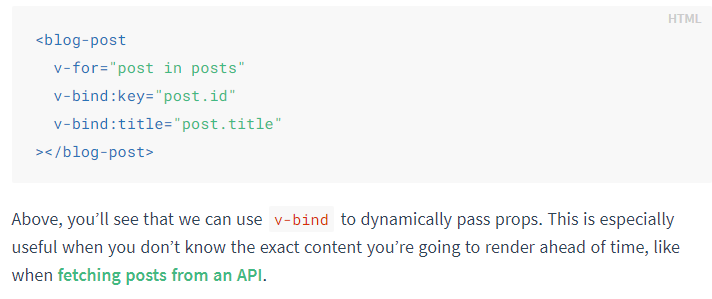 HTML
<blog-post
v-for="post in posts"
v-bind:key="post.id"
v-bind:title="post.title"
></blog-post>
Above, you’ll see that we can use v-bind to dynamically pass props. This is especially
useful when you don’t know the exact content you’re going to render ahead of time, like
when fetching posts from an API.